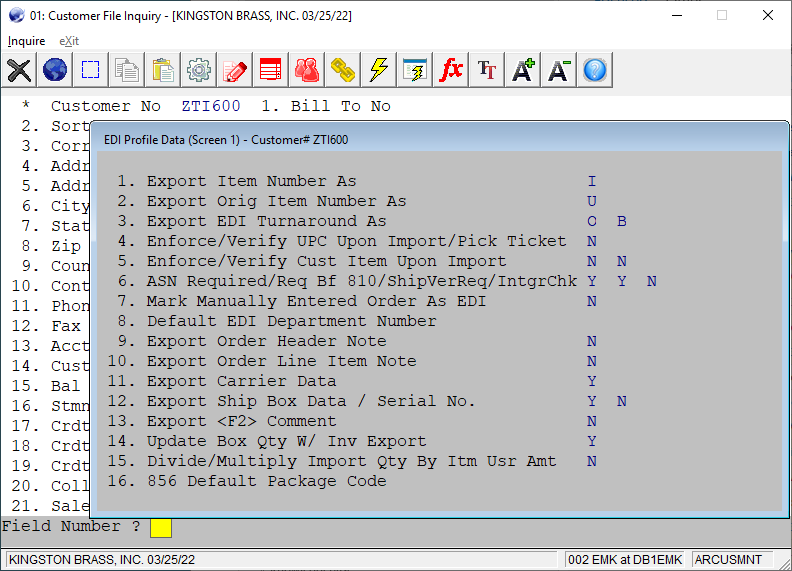 01: Customer File Inquiry - [KINGSTON BRASS, INC. 03/25/22]
Inquire eXit
fx TT A+ A- ?
* Customer No ZTI600 1. Bill To No
2. Sort
3. Corr
4. Addr
5. Addr
6. City
7. Stat
8. Zip
9. Coun
10. Cont
11. Phon
12. Fax
13. Acct
14. Cust
15. Bal
16. Stmn
17. Crdt
18. Crdt
19. Crdt
20. Coll
21. Sale
EDI Profile Data (Screen 1) - Customer# ZTI600
1. Export Item Number As I
2. Export Orig Item Number As U
3. Export EDI Turnaround As O B
4. Enforce/Verify UPC Upon Import/Pick Ticket N
5. Enforce/Verify Cust Item Upon Import N N
6. ASN Required/Req Bf 810/ShipVerReq/IntgrChk Y Y N
7. Mark Manually Entered Order As EDI N
8. Default EDI Department Number
9. Export Order Header Note N
10. Export Order Line Item Note N
11. Export Carrier Data Y
12. Export Ship Box Data / Serial No. Y N
13. Export <F2> Comment N
14. Update Box Qty W/ Inv Export Y
15. Divide/Multiply Import Qty By Itm Usr Amt N
16. 856 Default Package Code
Field Number ?
KINGSTON BRASS, INC. 03/25/22 002 EMK at DB1EMK ARCUSMNT